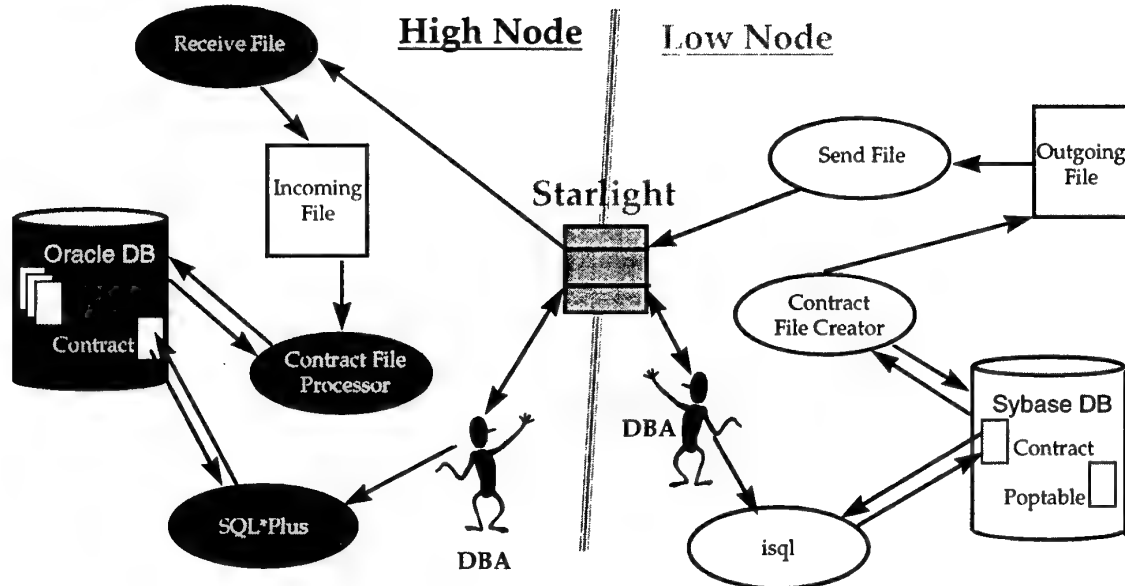 High Node
Low Node
Receive File
Send File
Outgoing
File
Incoming
File
Starlight
Oracle DB
Contract
Contract File
Processor
Contract
File Creator
Sybase DB
Contract
Poptable
DBA
DBA
SQL*Plus
isql